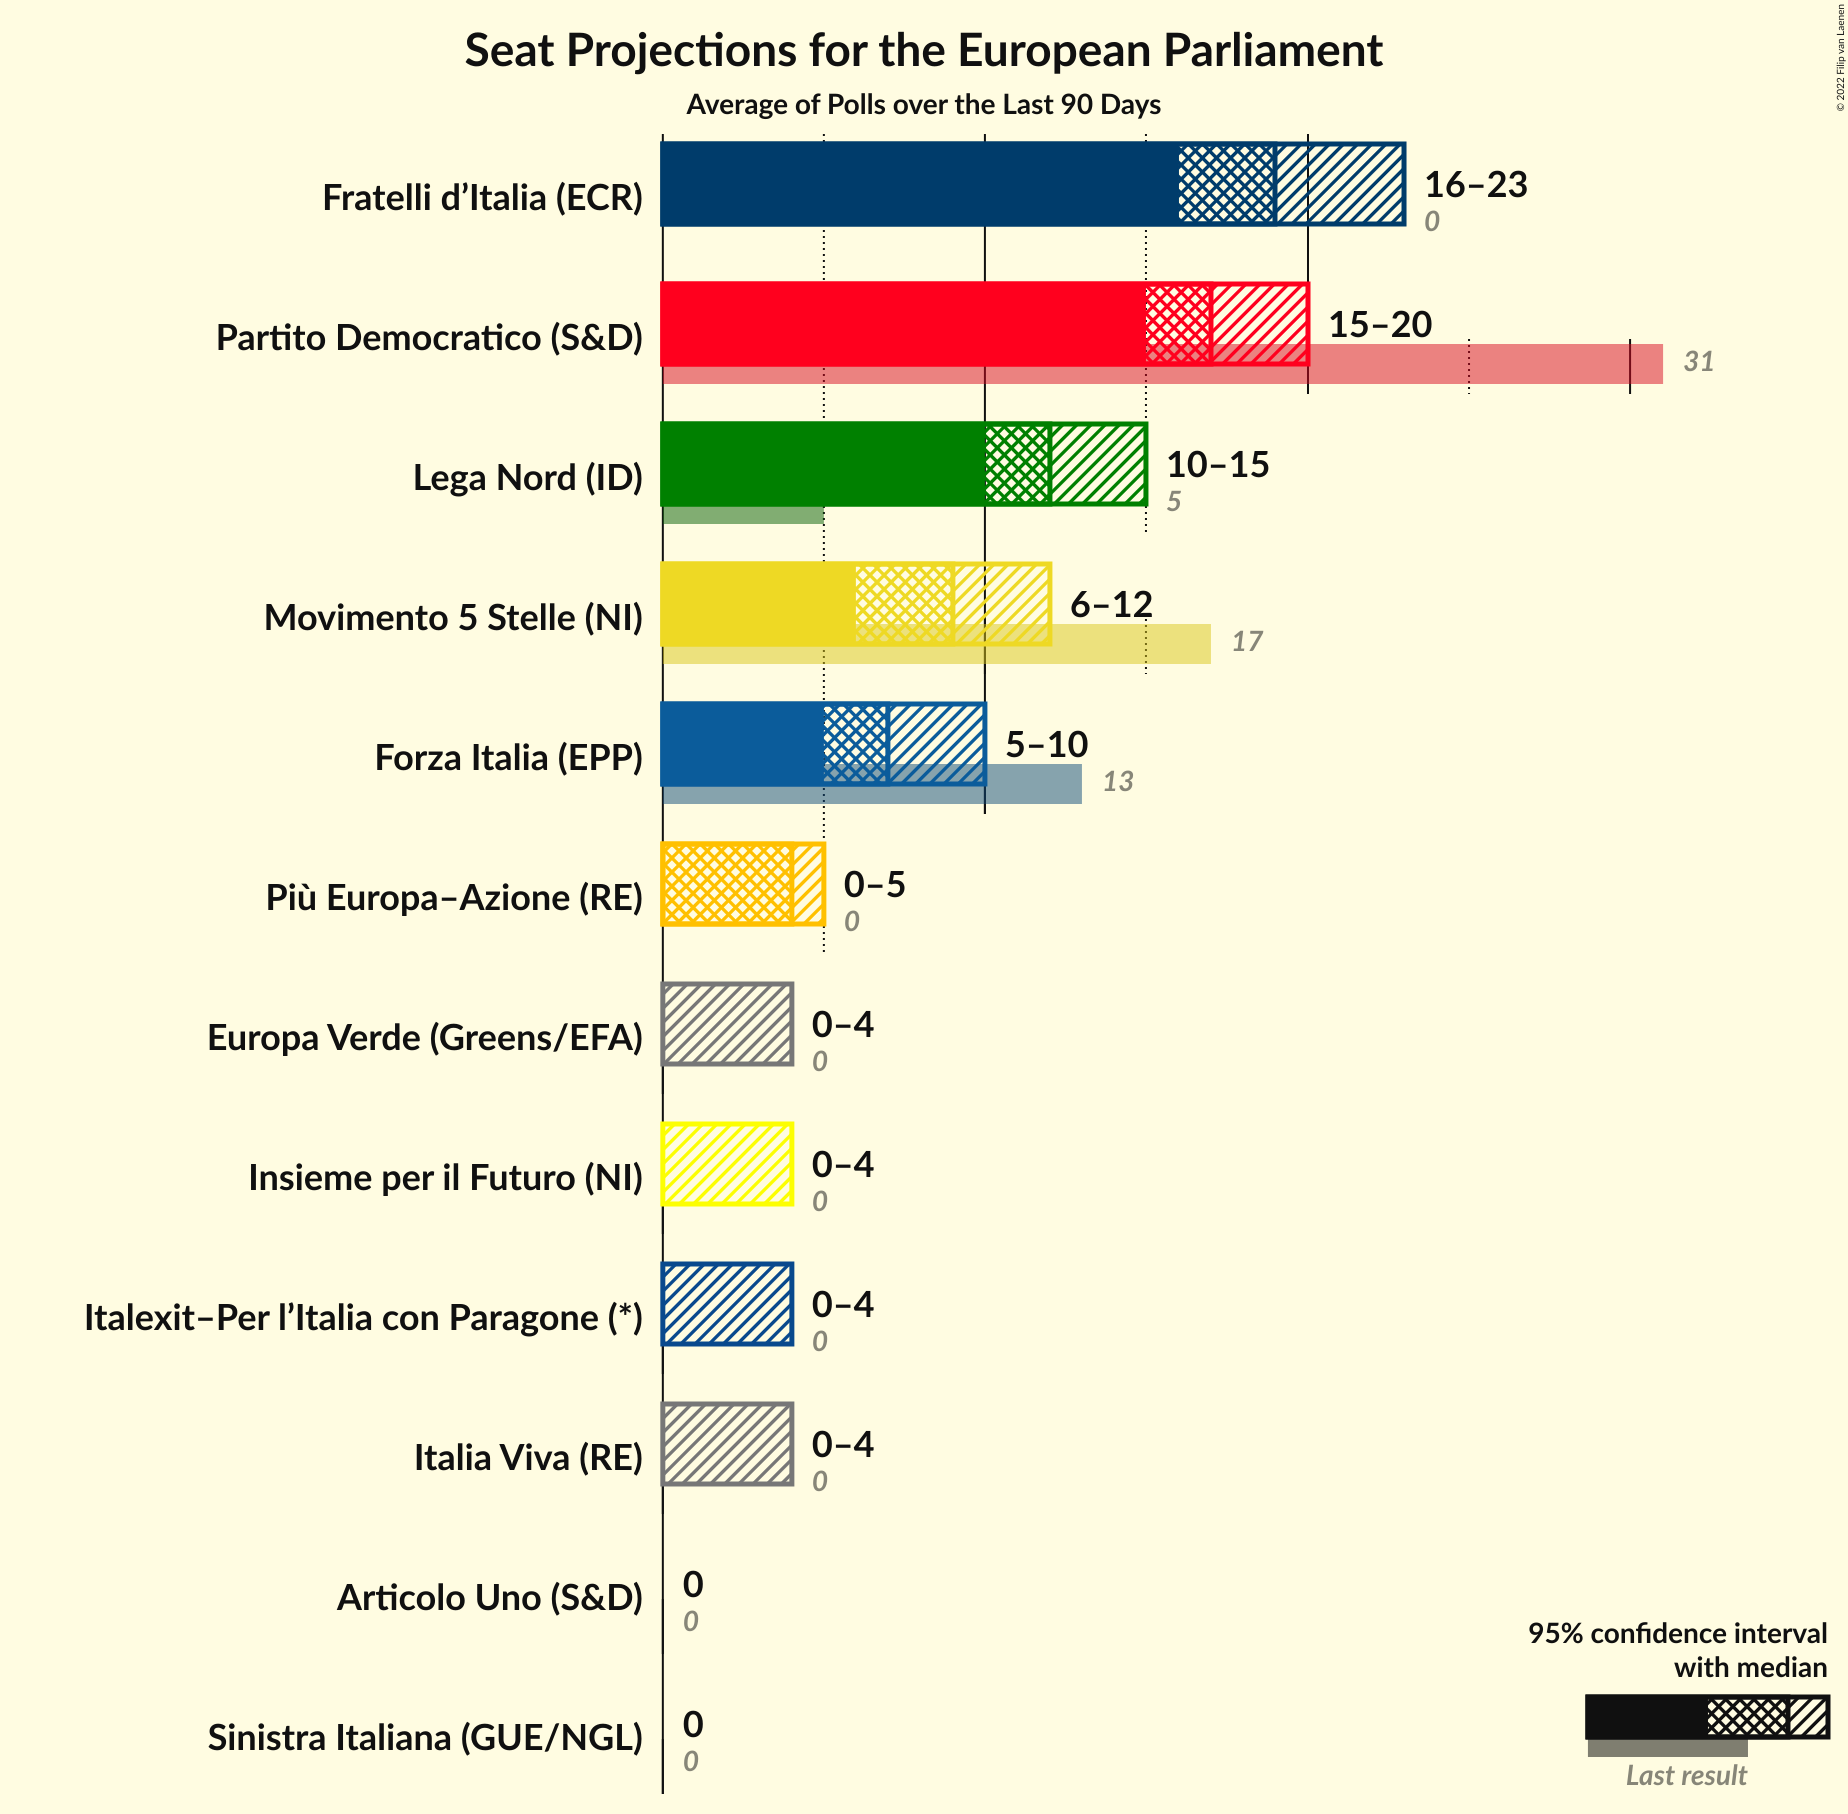 Seat Projections for the European Parliament
Average of Polls over the Last 90 Days
© 2022 Filip van Laenen
Fratelli d’Italia (ECR)
16–23
0
Partito Democratico (S&D)
15–20
31
Lega Nord (ID)
10–15
5
Movimento 5 Stelle (NI)
6–12
17
Forza Italia (EPP)
5–10
13
Più Europa–Azione (RE)
0–5
0
Europa Verde (Greens/EFA)
0–4
0
Insieme per il Futuro (NI)
0–4
0
Italexit–Per l’Italia con Paragone (*)
0–4
0
Italia Viva (RE)
0–4
0
Articolo Uno (S&D)
0
0
Sinistra Italiana (GUE/NGL)
0
0
95% confidence interval
with median
Last result